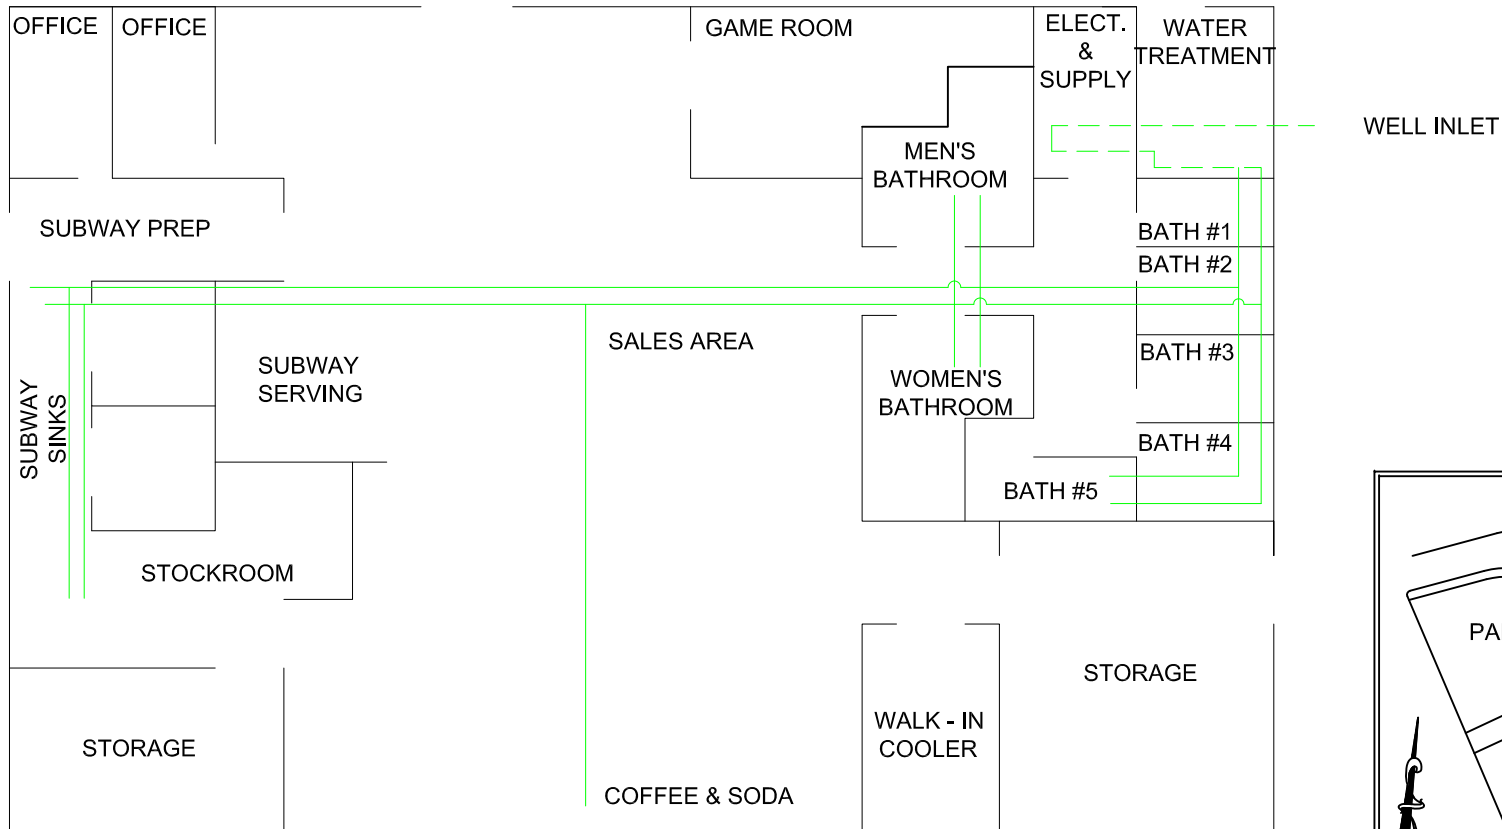 OFFICE
OFFICE
GAME ROOM
ELECT.
&
SUPPLY
WATER
TREATMENT
WELL INLET
MEN'S
BATHROOM
SUBWAY PREP
BATH #1
BATH #2
SALES AREA
BATH #3
SUBWAY
SERVING
WOMEN'S
BATHROOM
SUBWAY
SINKS
BATH #4
BATH #5
STOCKROOM
PA
STORAGE
WALK - IN
COOLER
STORAGE
COFFEE & SODA